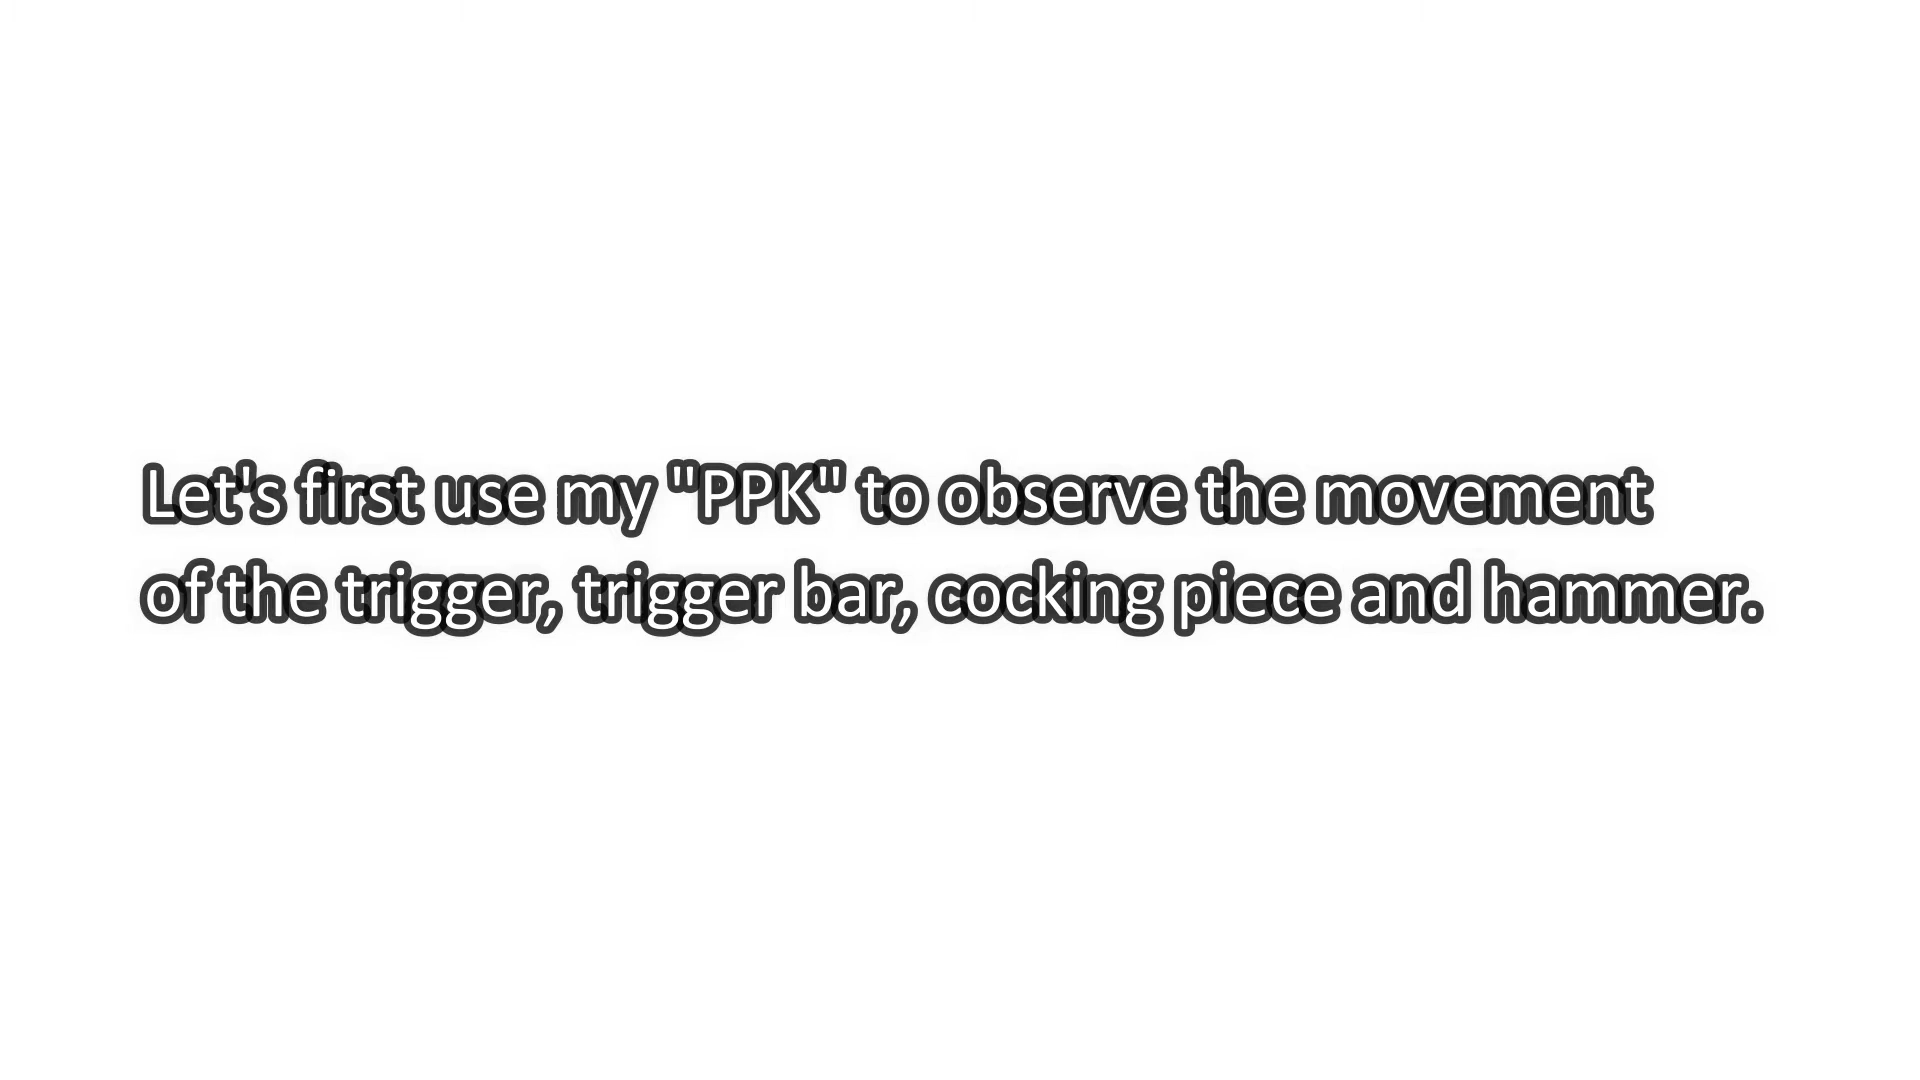 Let's first use my "PPK" to observe the movement
of the trigger, trigger bar, cocking piece and hammer.